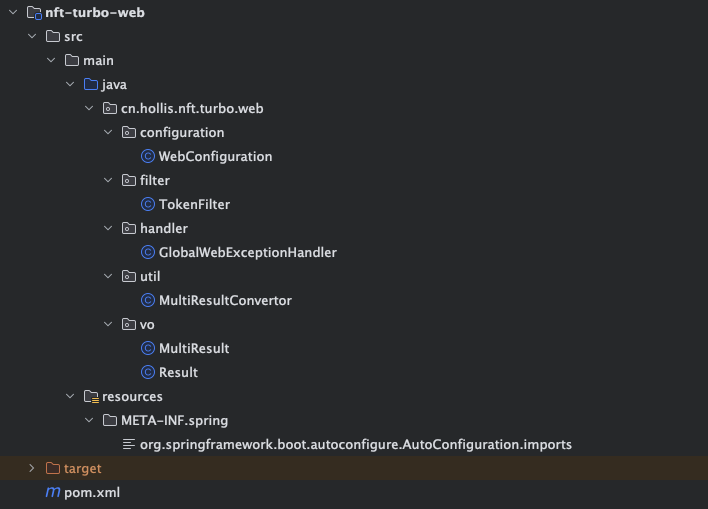 nft-turbo-web
src
main
java
cn.hollis.nft.turbo.web
configuration
WebConfiguration
filter
TokenFilter
handler
GlobalWebExceptionHandler
util
MultiResultConvertor
vo
MultiResult
Result
resources
META-INF.spring
org.springframework.boot.autoconfigure.AutoConfiguration.imports
target
pom.xml